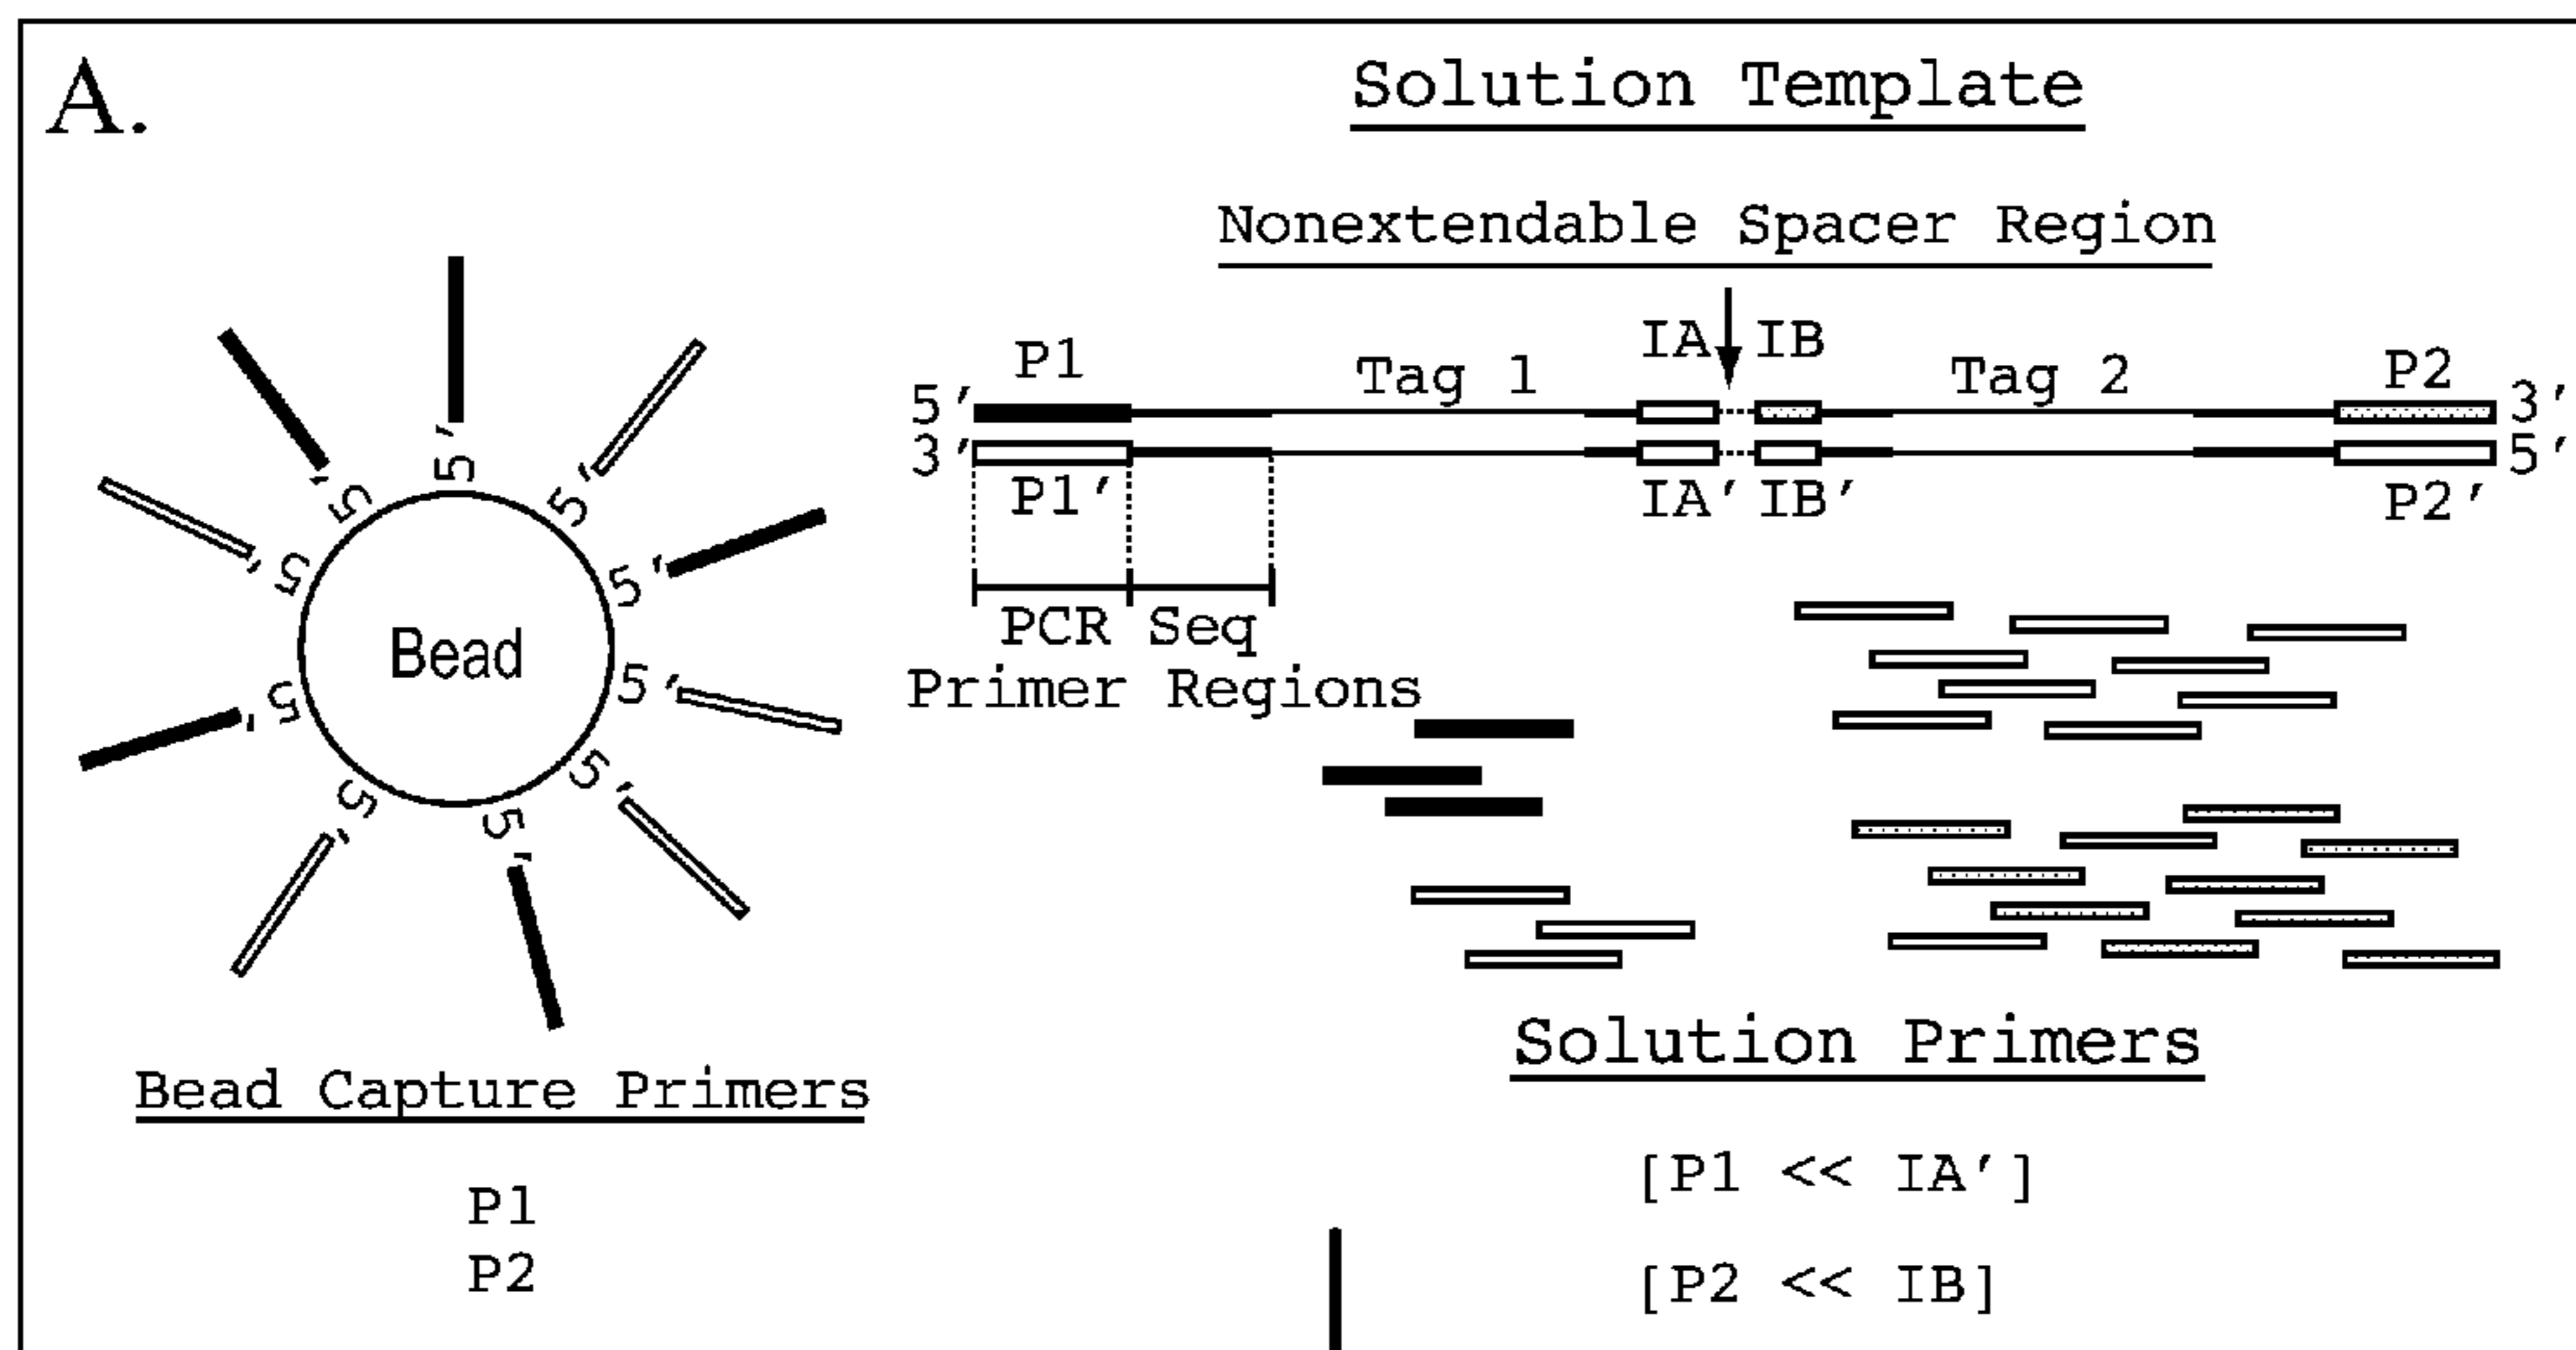 A.
Solution Template
Nonextendable Spacer Region
P1
Tag 1
IA
IB
Tag 2
P2
5'
3'
3'
5'
P1'
IA'
IB'
P2'
PCR
Seq
Primer Regions
5'
5'
5'
5'
5'
5'
5'
5'
5'
5'
Bead
Bead Capture Primers
P1
P2
Solution Primers
[P1 << IA']
[P2 << IB]